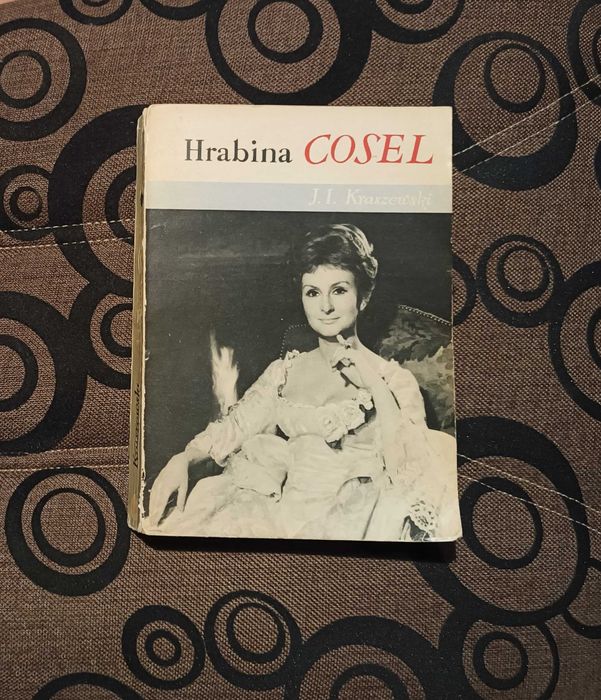 Hrabina COSEL
J. I. Kraszewski
Kraszewski